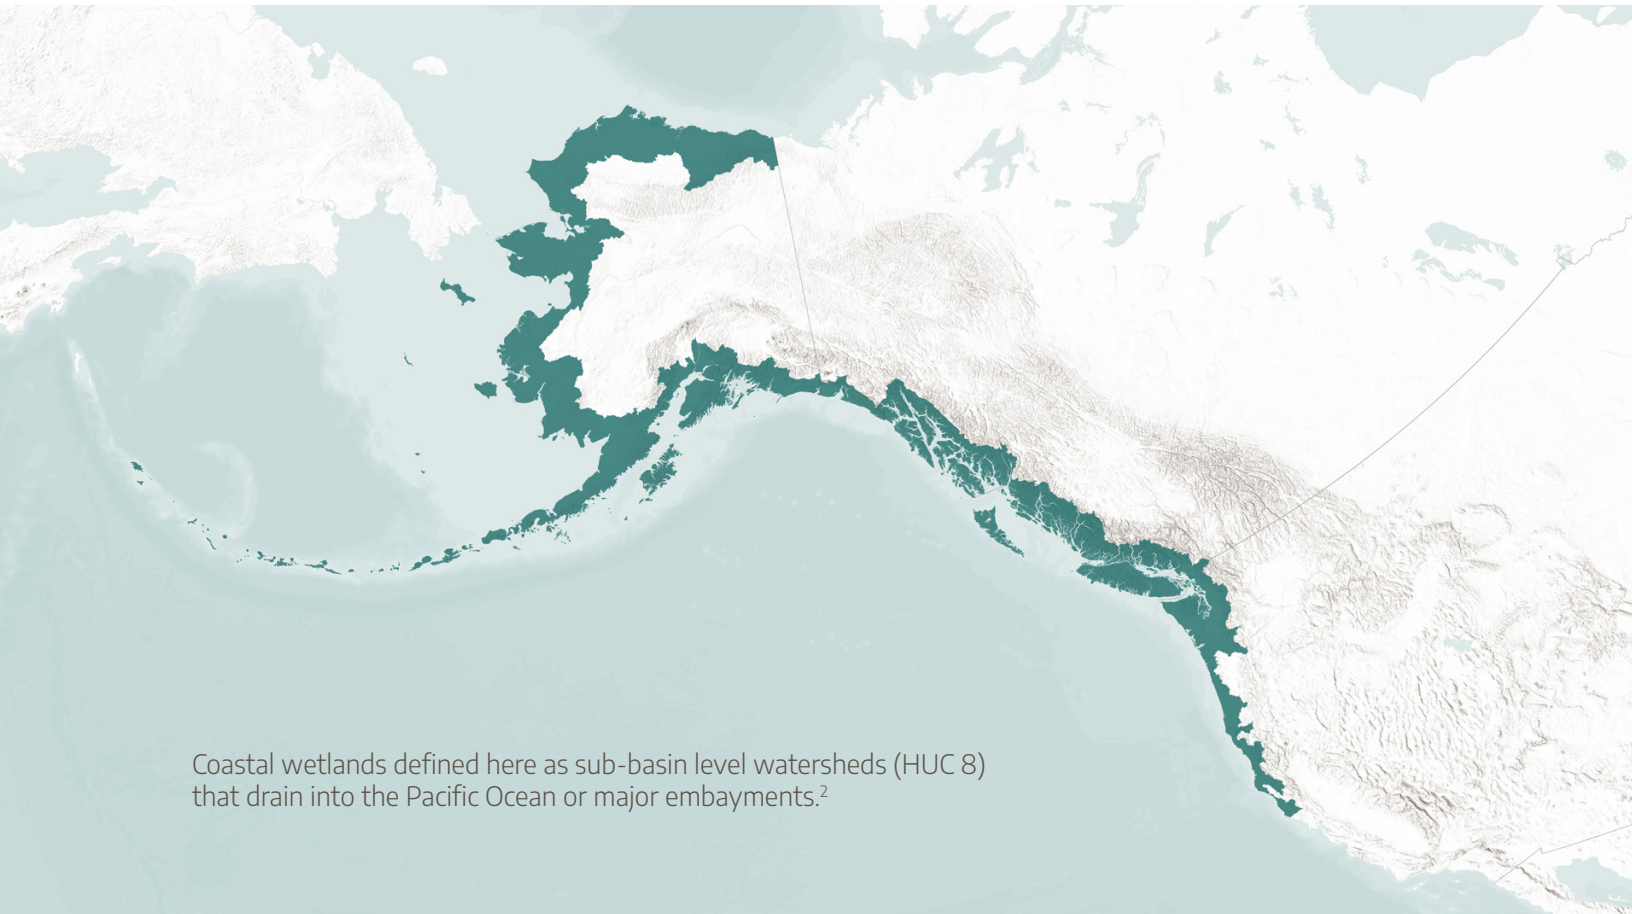 Coastal wetlands defined here as sub-basin level watersheds (HUC 8)
that drain into the Pacific Ocean or major embayments.²